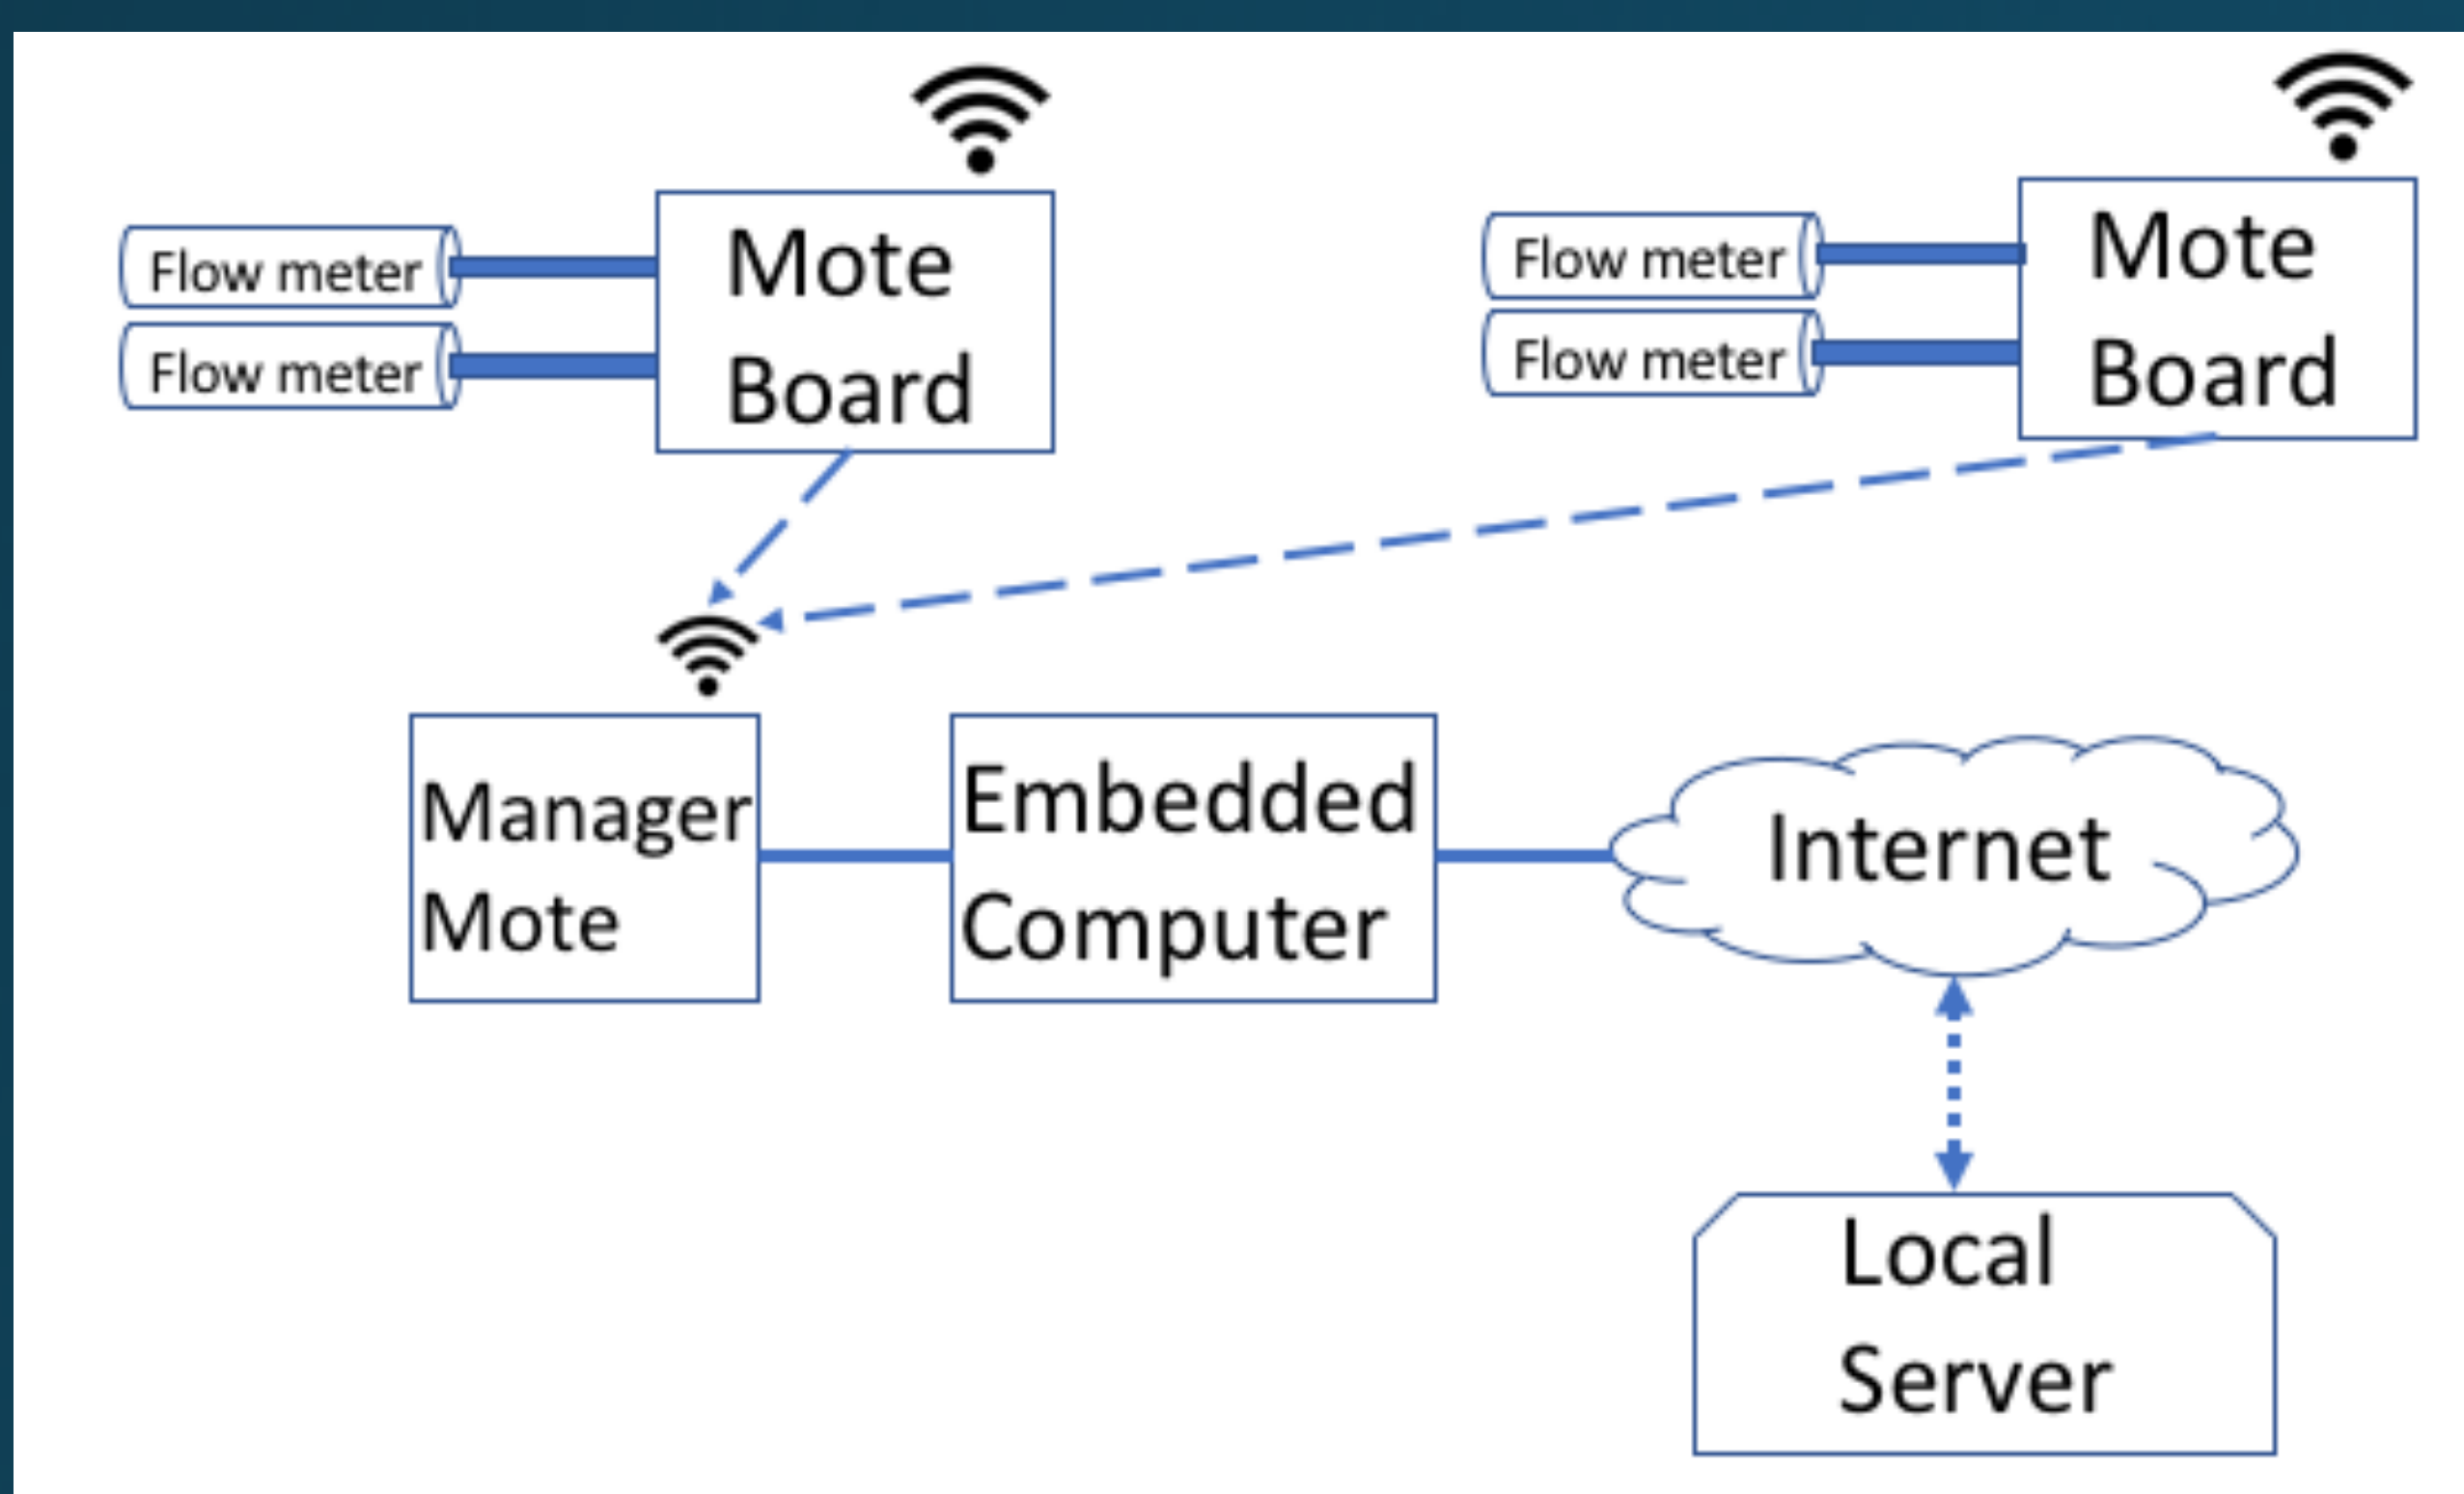 Flow meter
Flow meter
Mote
Board
Flow meter
Flow meter
Mote
Board
Manager
Mote
Embedded
Computer
Internet
Local
Server